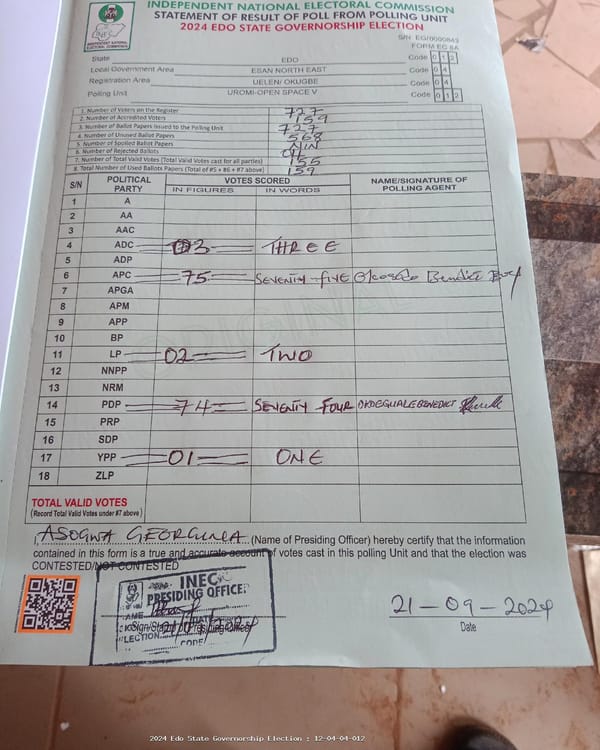 INDEPENDENT NATIONAL ELECTORAL COMMISSION
STATEMENT OF RESULT OF POLL FROM POLLING UNIT
2024 EDO STATE GOVERNORSHIP ELECTION
INDEPENDENT NATIONAL ELECTORAL COMMISSION
S/N EG/0000843
FORM EC 8A
State EDO Code 0 1 2
Local Government Area ESAN NORTH EAST Code 0 4
Registration Area UELEN/ OKUGBE Code 0 4
Polling Unit UROMI-OPEN SPACE V Code 0 1 2
1. Number of Voters on the Register 727
2. Number of Accredited Voters 159
3. Number of Ballot Papers Issued to the Polling Unit 727
4. Number of Unused Ballot Papers 568
5. Number of Spoiled Ballot Papers
6. Number of Rejected Ballots
7. Number of Total Valid Votes (Total Valid Votes cast for all parties) 155
8. Total Number of Used Ballots Papers (Total of #5 + #6 + #7 above) 159
S/N POLITICAL PARTY VOTES SCORED NAME/SIGNATURE OF POLLING AGENT
IN FIGURES IN WORDS
1 A
2 AA
3 AAC
4 ADC 03 THREE
5 ADP
6 APC 75 SEVENTY FIVE Benedict
7 APGA
8 APM
9 APP
10 BP
11 LP 02 TWO
12 NNPP
13 NRM
14 PDP 74 SEVENTY FOUR OKDEGUALE BENEDICT
15 PRP
16 SDP
17 YPP 01 ONE
18 ZLP
ORIGINAL
TOTAL VALID VOTES
(Record Total Valid Votes under #7 above)
ASOGWA GEORGINIA (Name of Presiding Officer) hereby certify that the information
contained in this form is a true and accurate account of votes cast in this polling Unit and that the election was
CONTESTED/NOT CONTESTED
INEC
PRESIDING OFFICER
NAME
Sign/Stamp of Presiding Officer
DATE
ELECTION
CODE
21-09-2024
Date
2024 Edo State Governorship Election : 12-04-04-012